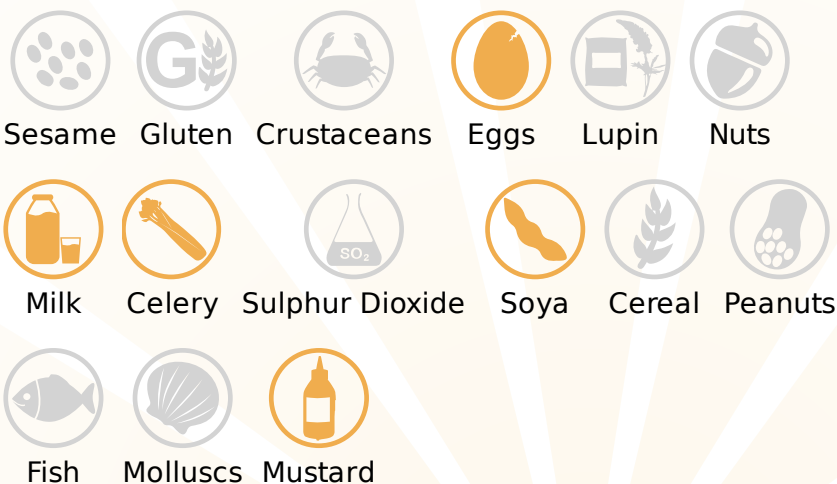 G
Sesame Gluten Crustaceans Eggs Lupin Nuts
SO₂
Milk Celery Sulphur Dioxide Soya Cereal Peanuts
Fish Molluscs Mustard